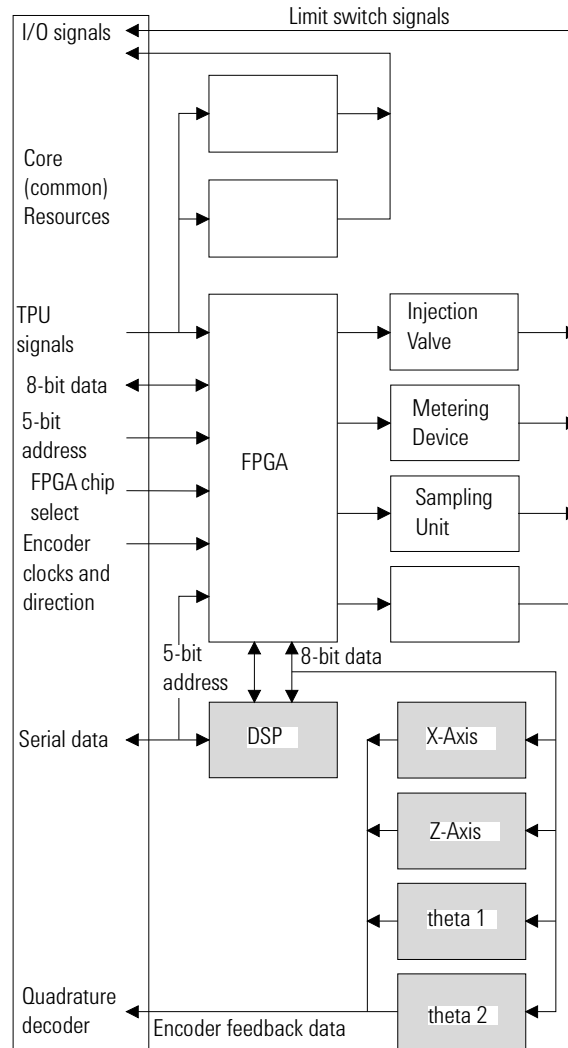 Limit switch signals
I/O signals
Core
(common)
Resources
TPU
signals
8-bit data
5-bit
address
FPGA chip
select
Encoder
clocks and
direction
FPGA
Injection
Valve
Metering
Device
Sampling
Unit
5-bit
address
8-bit data
Serial data
DSP
X-Axis
Z-Axis
theta 1
theta 2
Quadrature
decoder
Encoder feedback data